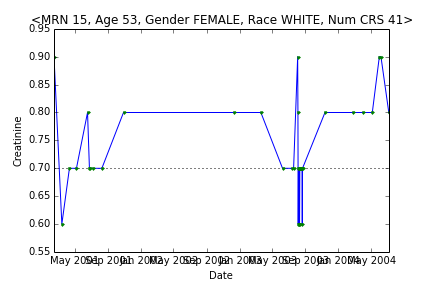 <MRN 15, Age 53, Gender FEMALE, Race WHITE, Num CRS 41>
0.95
0.90
0.85
0.80
0.75
0.70
0.65
0.60
0.55
Creatinine
May 2001 Sep 2001 Jan 2002 May 2002 Sep 2002 Jan 2003 May 2003 Sep 2003 Jan 2004 May 2004
Date